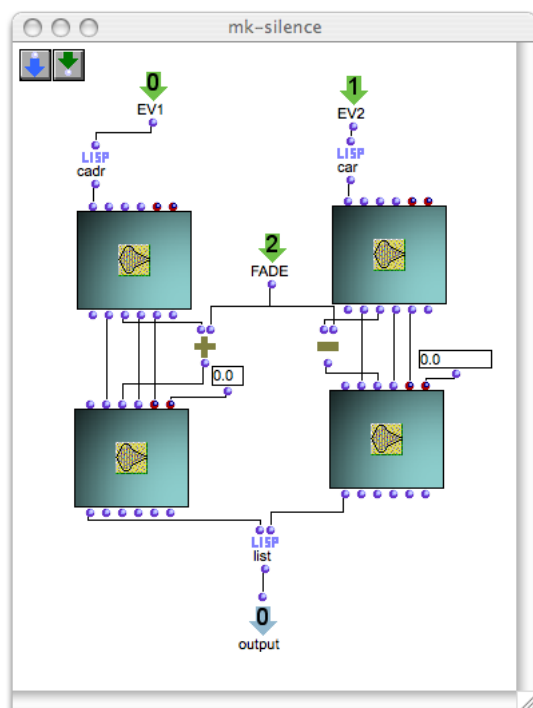 mk-silence
0
EV1
LISP
cadr
1
EV2
LISP
car
2
FADE
0.0
0.0
LISP
list
0
output